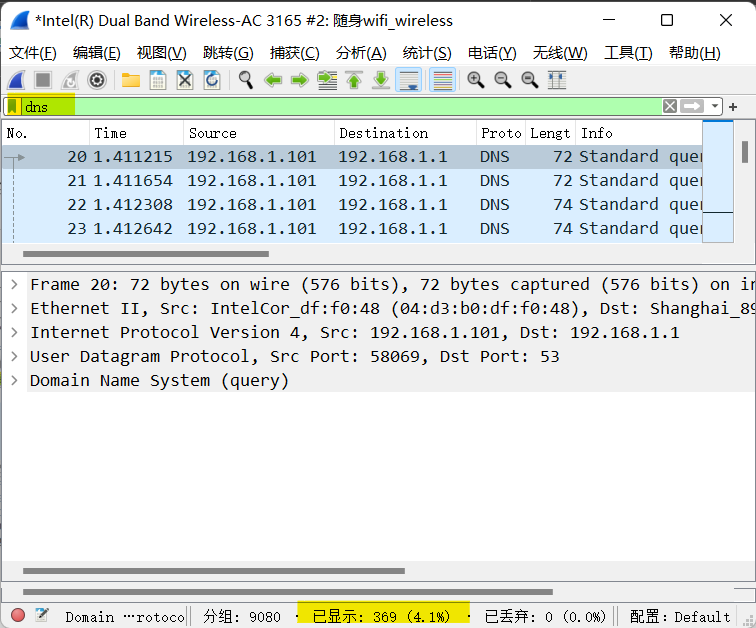 *Intel(R) Dual Band Wireless-AC 3165 #2: 随身wifi_wireless
文件(F) 编辑(E) 视图(V) 跳转(G) 捕获(C) 分析(A) 统计(S) 电话(Y) 无线(W) 工具(T) 帮助(H)
dns
No. Time Source Destination Proto Lengt Info
20 1.411215 192.168.1.101 192.168.1.1 DNS 72 Standard quer
21 1.411654 192.168.1.101 192.168.1.1 DNS 72 Standard quer
22 1.412308 192.168.1.101 192.168.1.1 DNS 74 Standard quer
23 1.412642 192.168.1.101 192.168.1.1 DNS 74 Standard quer
Frame 20: 72 bytes on wire (576 bits), 72 bytes captured (576 bits) on in
Ethernet II, Src: IntelCor_df:f0:48 (04:d3:b0:df:f0:48), Dst: Shanghai_89
Internet Protocol Version 4, Src: 192.168.1.101, Dst: 192.168.1.1
User Datagram Protocol, Src Port: 58069, Dst Port: 53
Domain Name System (query)
Domain …rotoco 分组: 9080 · 已显示: 369 (4.1%) · 已丢弃: 0 (0.0%) 配置: Default